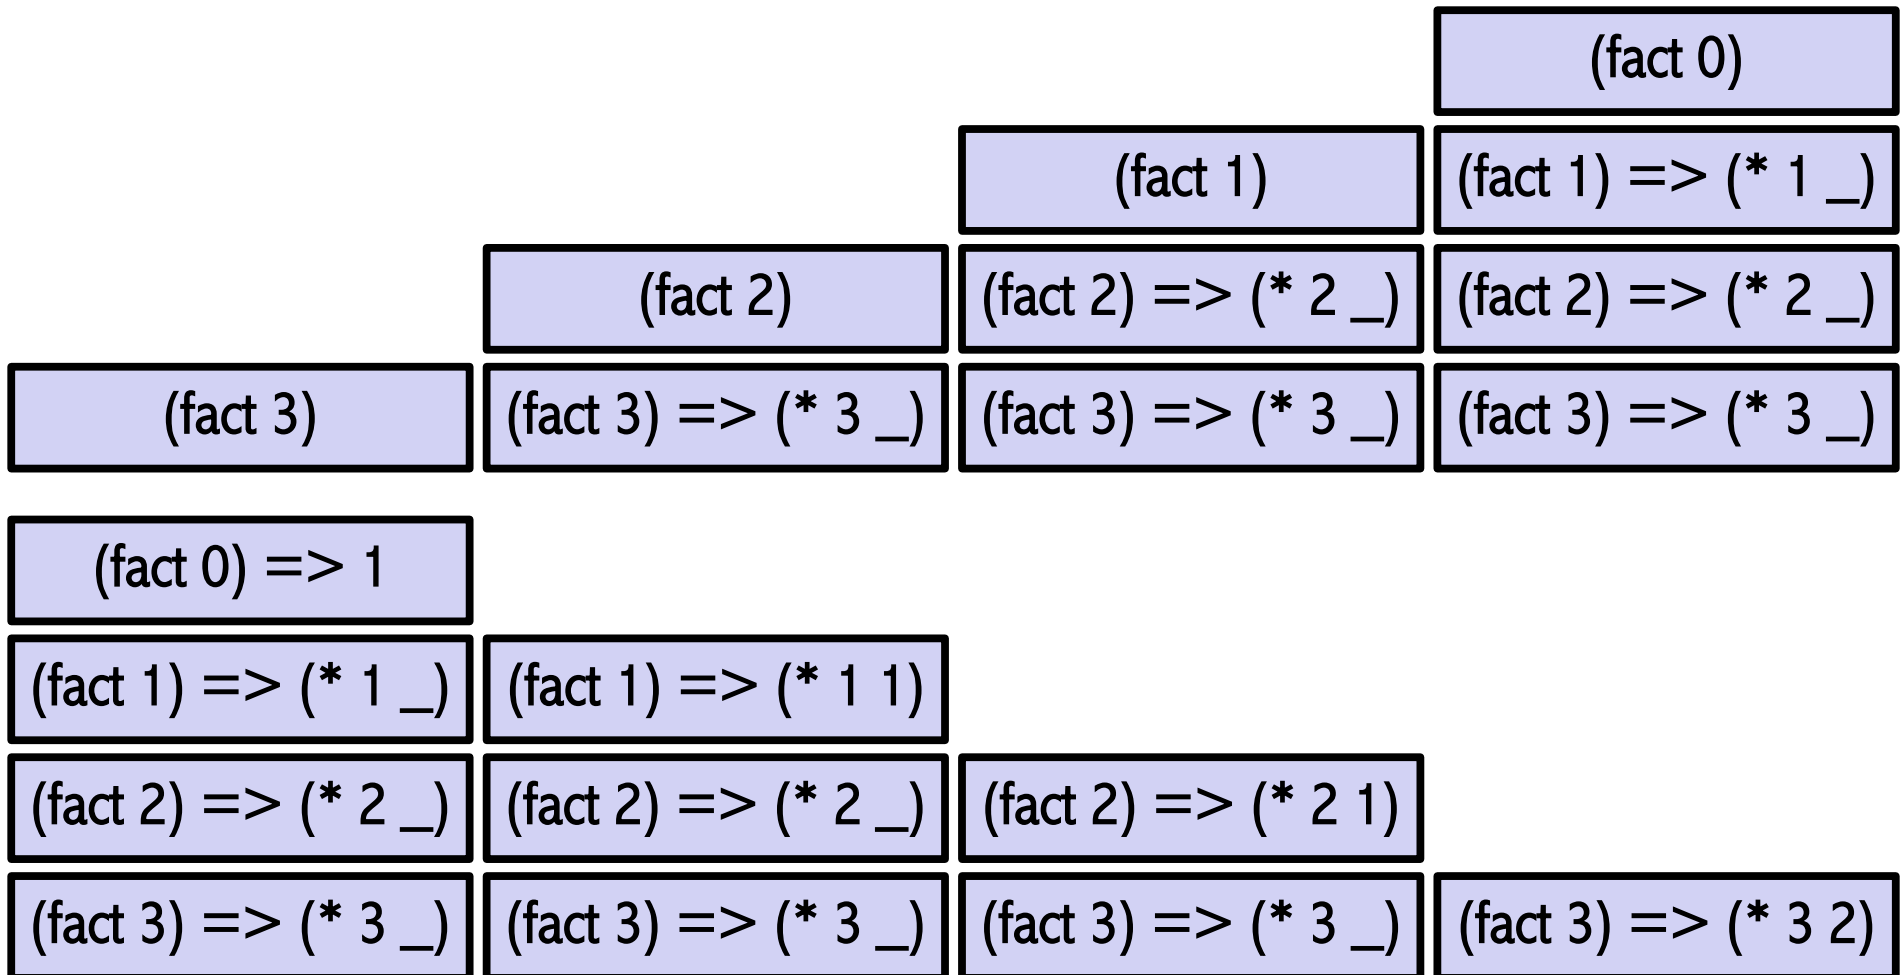 (fact 0)
(fact 1) (fact 1) => (* 1 _)
(fact 2) (fact 2) => (* 2 _) (fact 2) => (* 2 _)
(fact 3) (fact 3) => (* 3 _) (fact 3) => (* 3 _) (fact 3) => (* 3 _)
(fact 0) => 1
(fact 1) => (* 1 _) (fact 1) => (* 1 1)
(fact 2) => (* 2 _) (fact 2) => (* 2 _) (fact 2) => (* 2 1)
(fact 3) => (* 3 _) (fact 3) => (* 3 _) (fact 3) => (* 3 _) (fact 3) => (* 3 2)